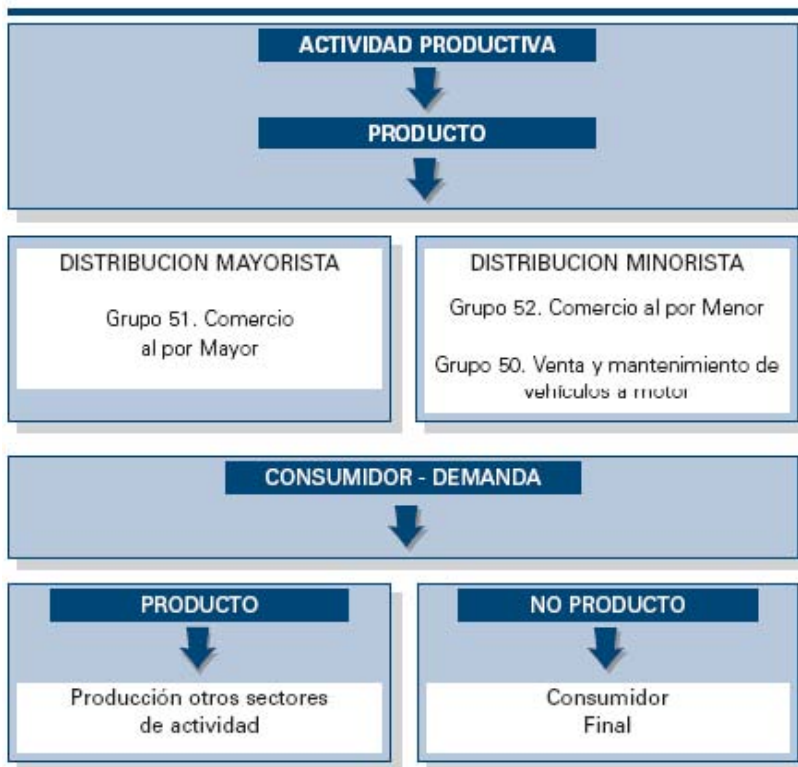 ACTIVIDAD PRODUCTIVA
PRODUCTO
DISTRIBUCION MAYORISTA
Grupo 51. Comercio
al por Mayor
DISTRIBUCION MINORISTA
Grupo 52. Comercio al por Menor
Grupo 50. Venta y mantenimiento de
vehículos a motor
CONSUMIDOR - DEMANDA
PRODUCTO
Producción otros sectores
de actividad
NO PRODUCTO
Consumidor
Final